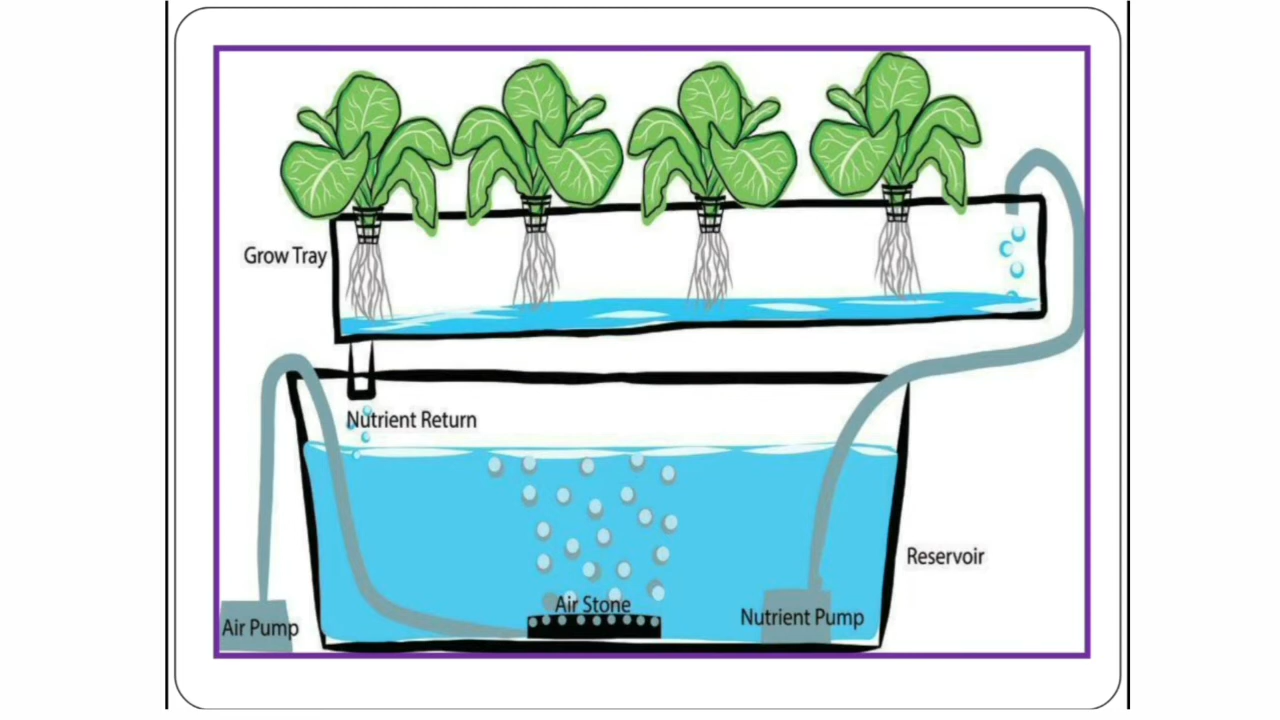 Grow Tray
Nutrient Return
Reservoir
Air Stone
Nutrient Pump
Air Pump